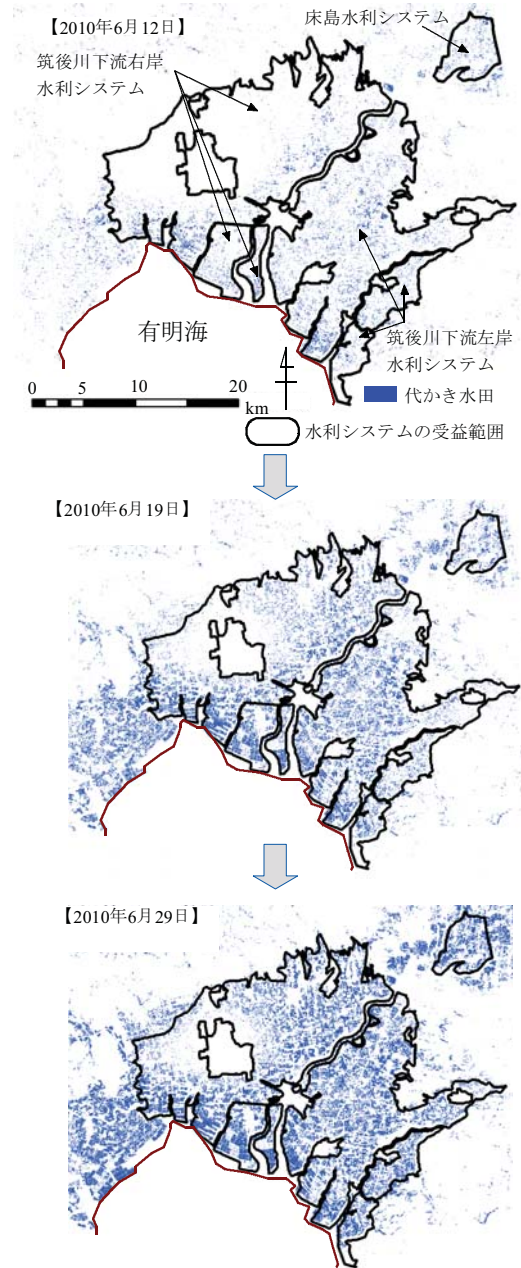 【2010年6月12日】
床島水利システム
筑後川下流右岸
水利システム
有明海
筑後川下流左岸
水利システム
0 5 10 20
km
代かき水田
水利システムの受益範囲
【2010年6月19日】
【2010年6月29日】